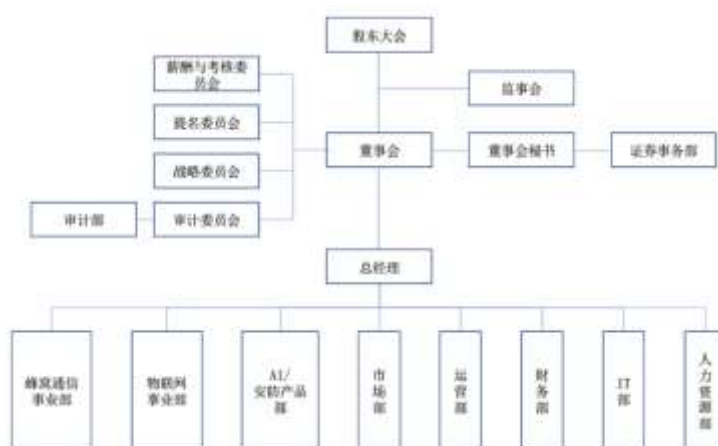 股东大会
薪酬与考核委
员会
监事会
提名委员会
董事会
董事会秘书
证券事务部
战略委员会
审计部
审计委员会
总经理
蜂窝通信
事业部
物联网
事业部
AI/
安防产品
部
市场部
运营部
财务部
IT
部
人力资源部